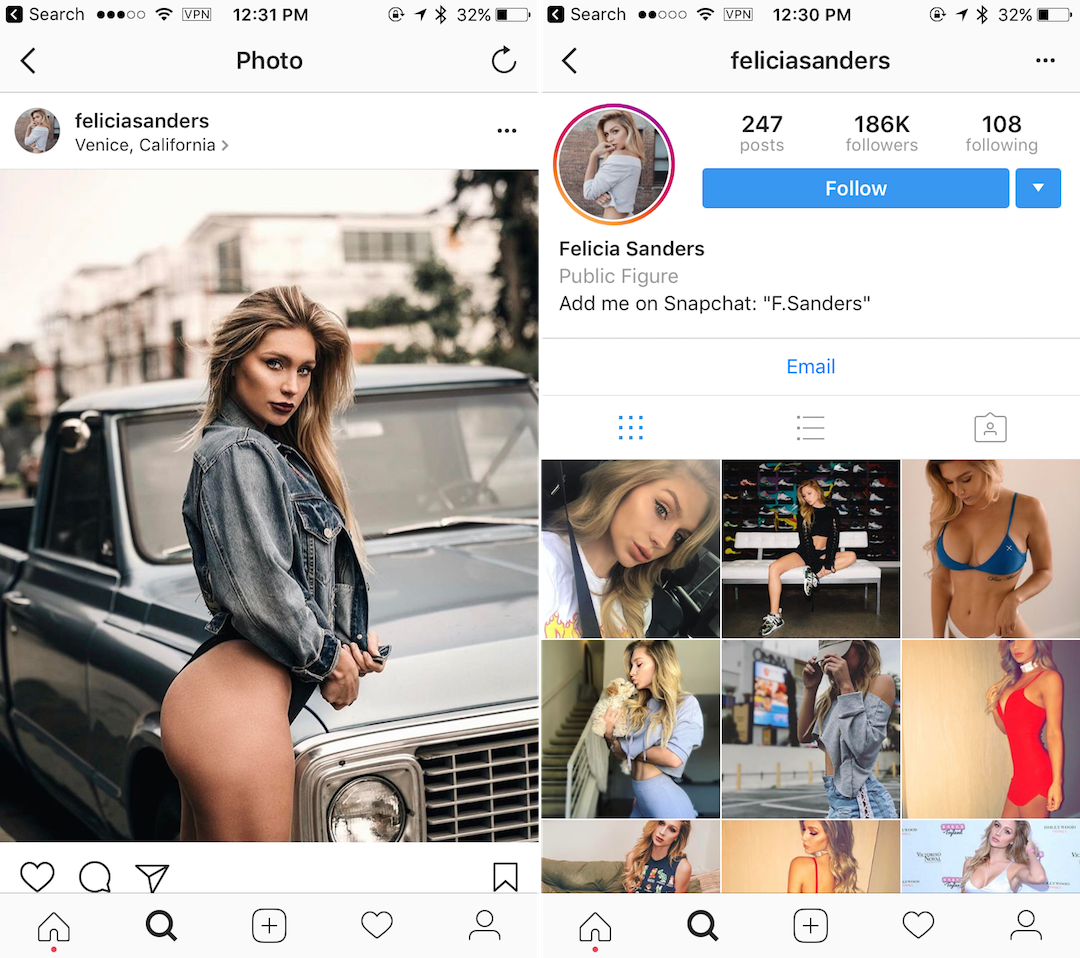 Search VPN 12:31 PM 32%
Photo
feliciasanders
Venice, California
Search VPN 12:30 PM 32%
feliciasanders
247 186K 108
posts followers following
Follow
Felicia Sanders
Public Figure
Add me on Snapchat: "F.Sanders"
Email